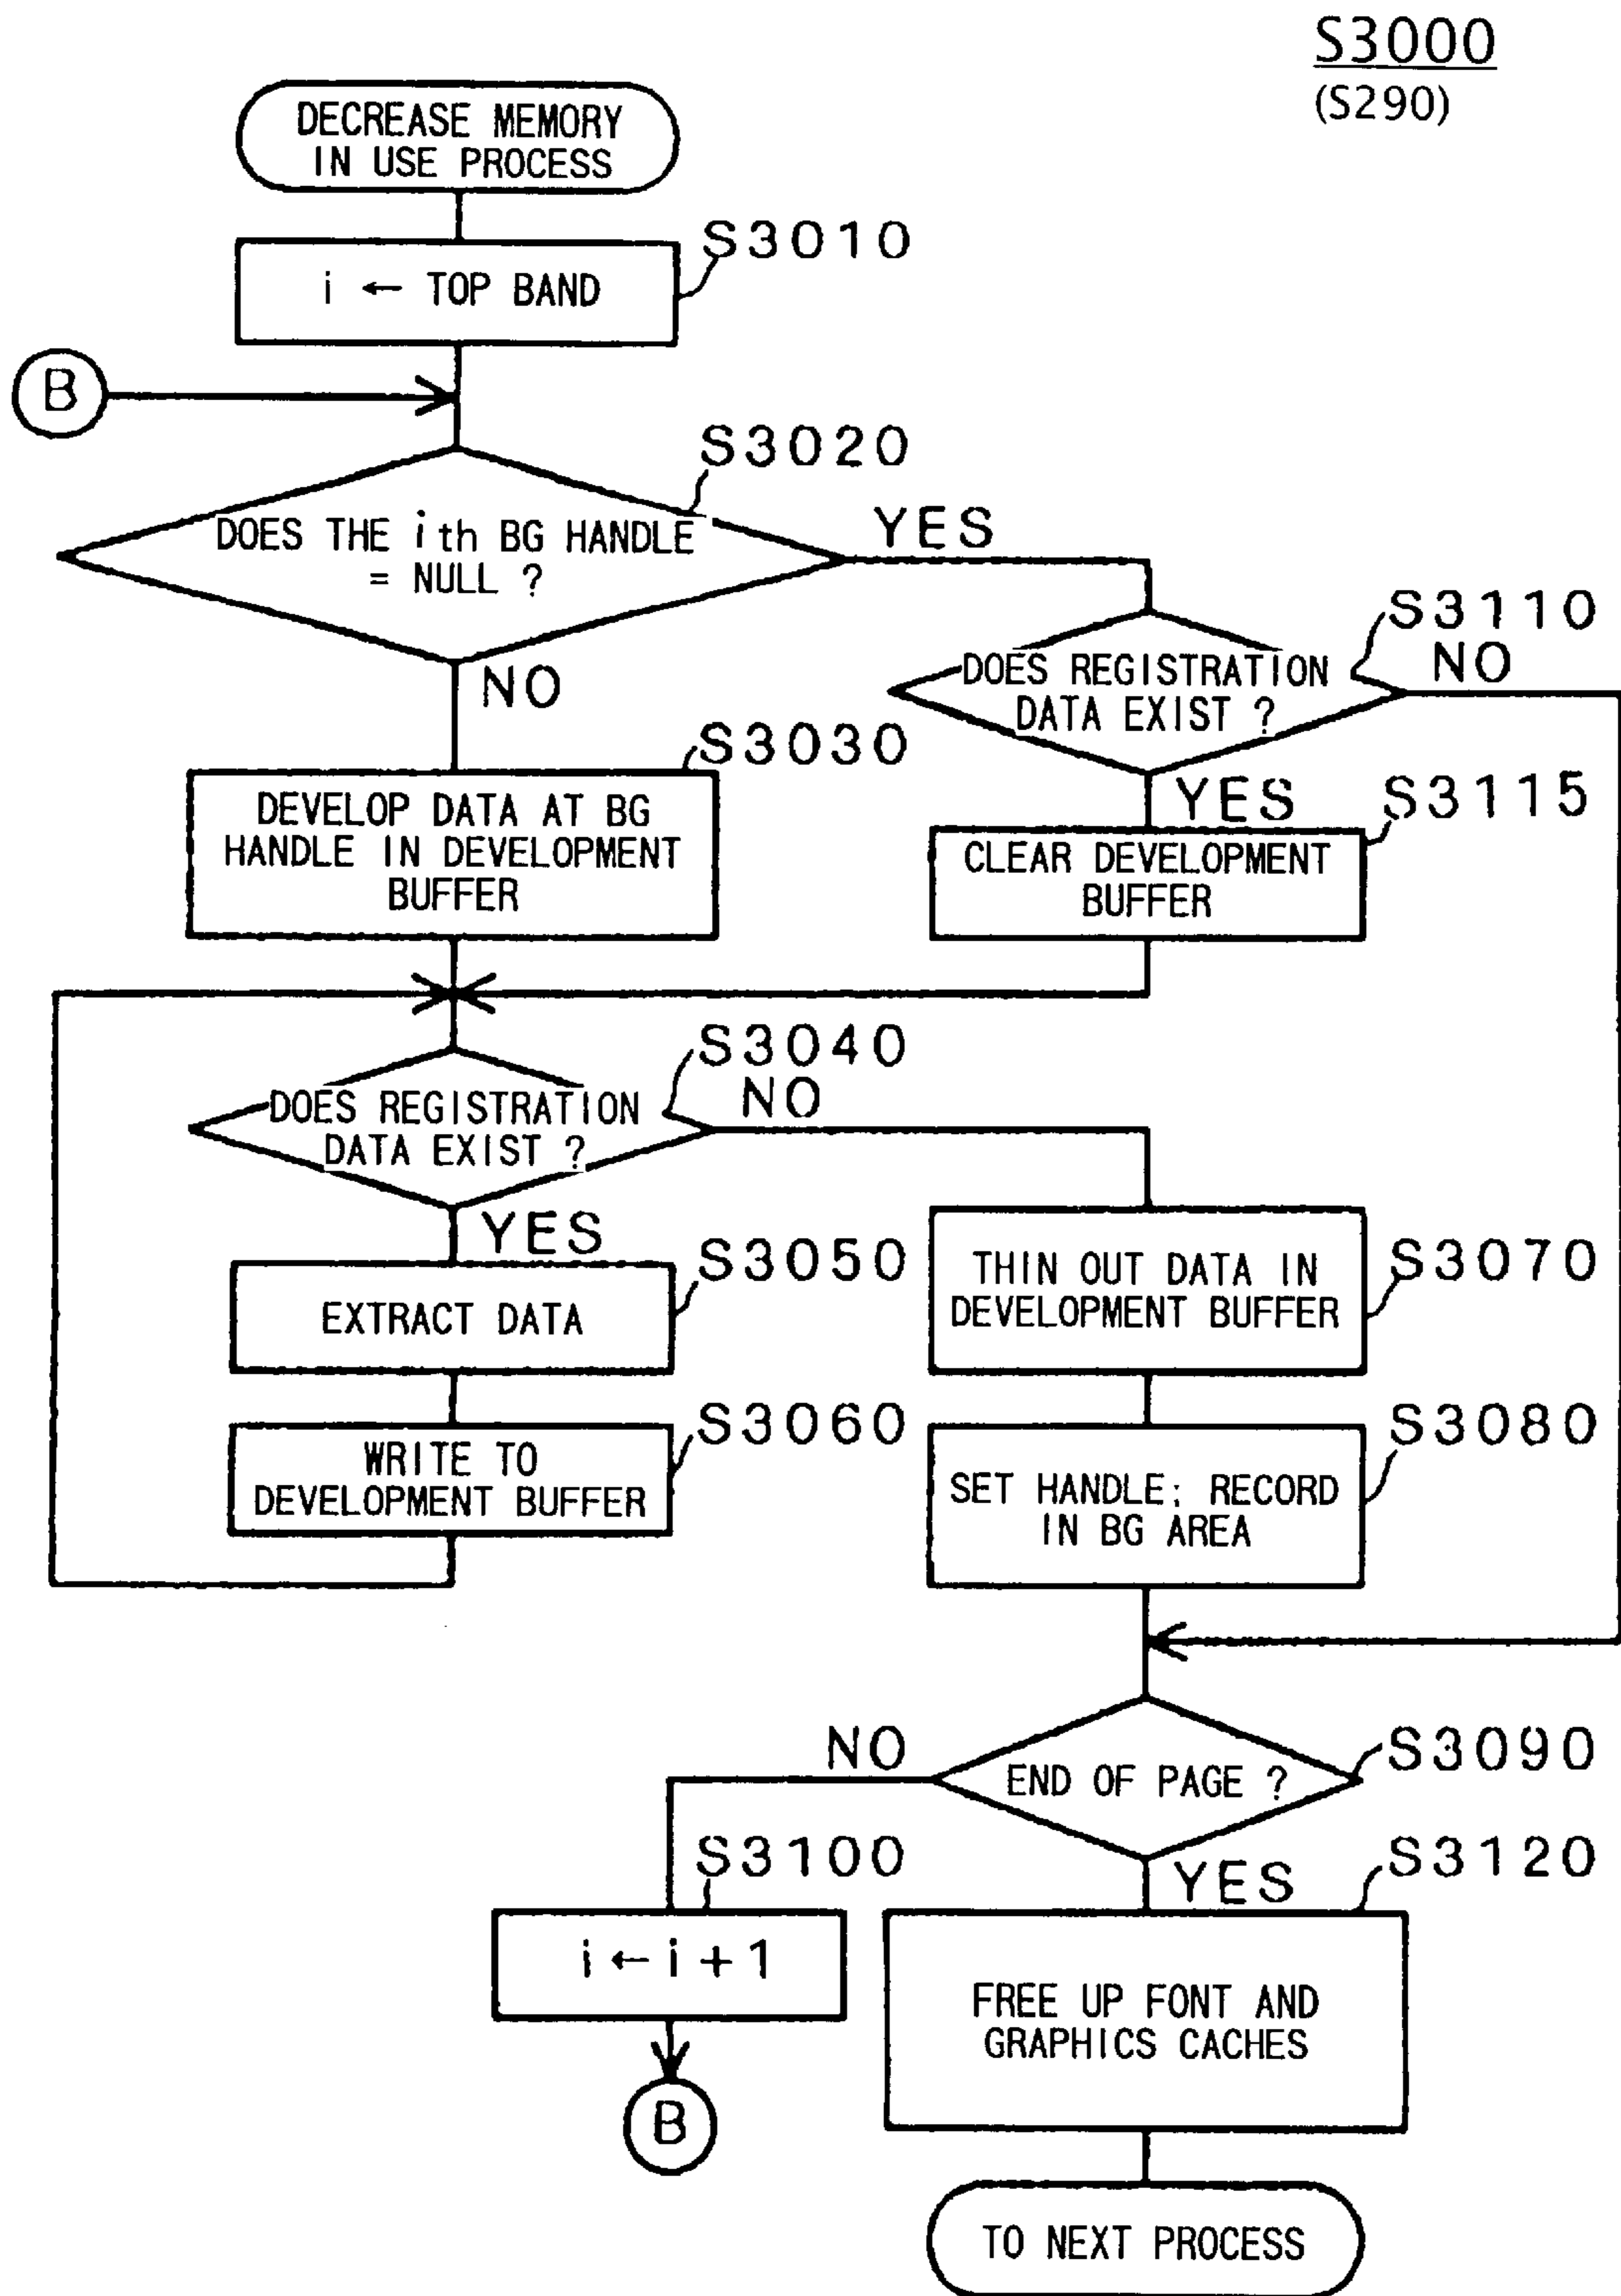 S3000
(S290)
DECREASE MEMORY
IN USE PROCESS
S3010
i ← TOP BAND
B
S3020
DOES THE ith BG HANDLE
= NULL ?
YES
NO
S3110
DOES REGISTRATION
DATA EXIST ?
NO
YES
S3030
DEVELOP DATA AT BG
HANDLE IN DEVELOPMENT
BUFFER
S3115
CLEAR DEVELOPMENT
BUFFER
S3040
DOES REGISTRATION
DATA EXIST ?
NO
YES
S3050
EXTRACT DATA
S3060
WRITE TO
DEVELOPMENT BUFFER
S3070
THIN OUT DATA IN
DEVELOPMENT BUFFER
S3080
SET HANDLE; RECORD
IN BG AREA
S3090
END OF PAGE ?
NO
YES
S3100
i ← i + 1
B
S3120
FREE UP FONT AND
GRAPHICS CACHES
TO NEXT PROCESS